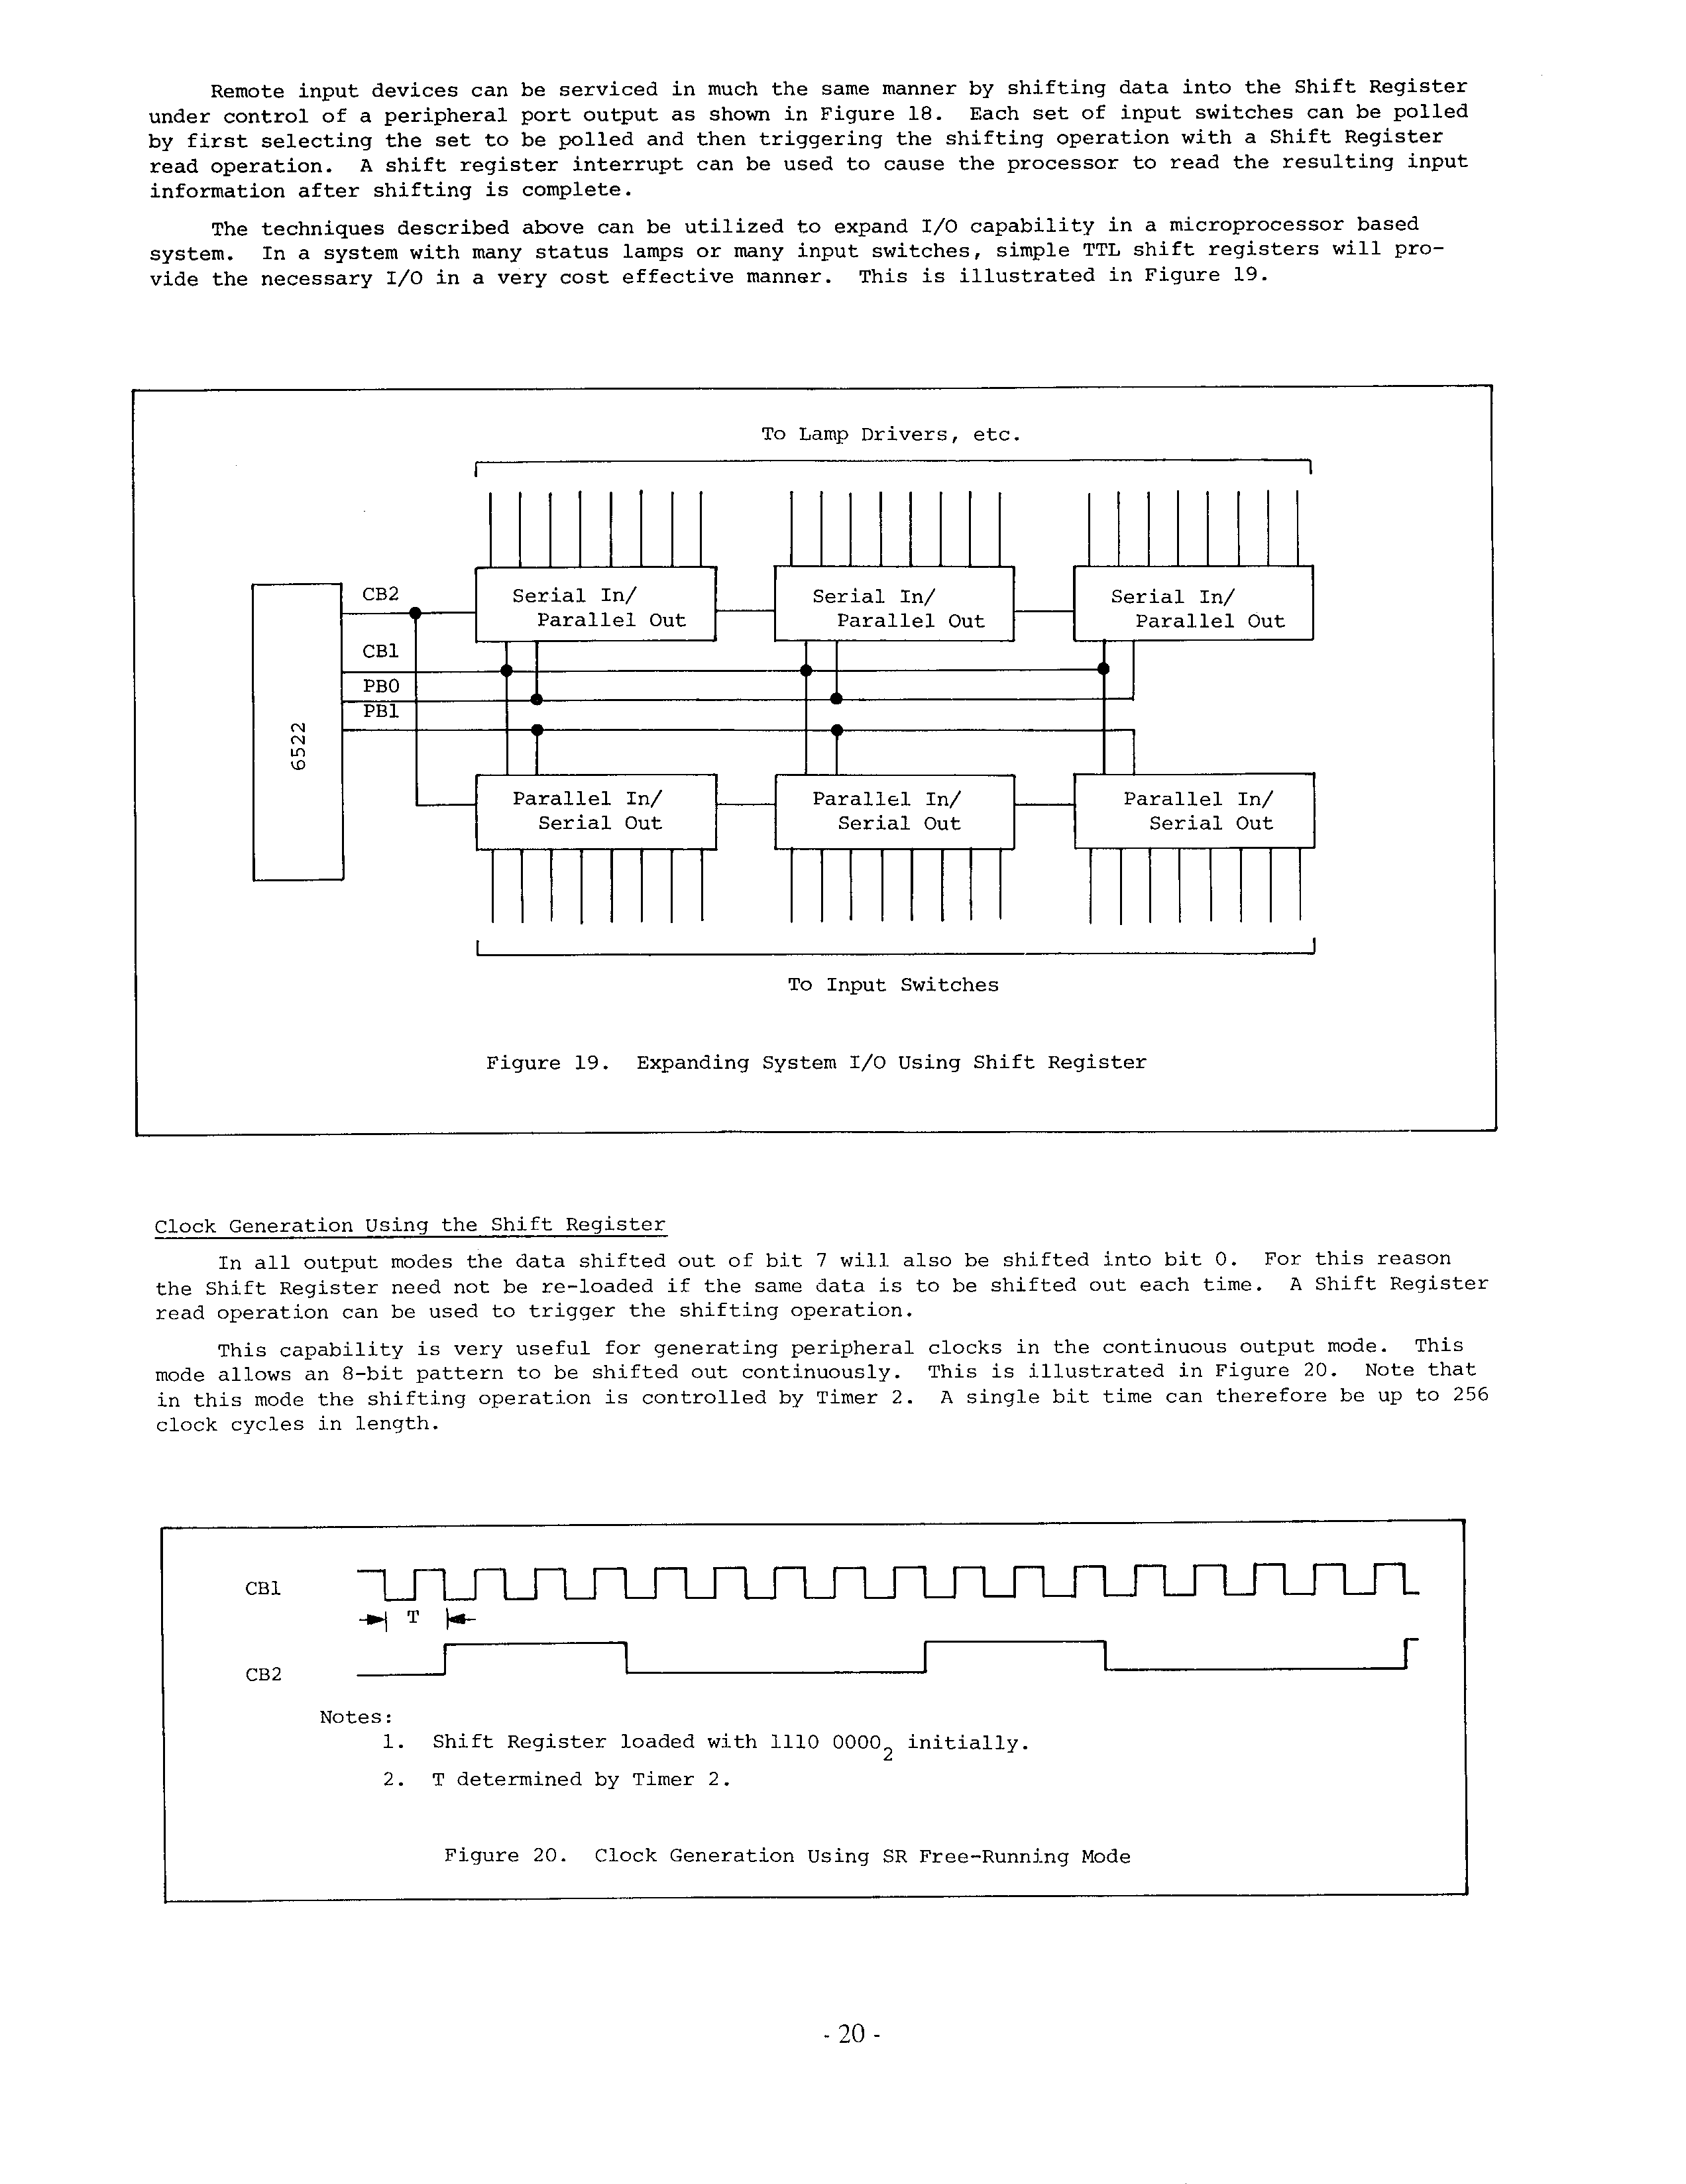 Remote input devices can be serviced in much the same manner by shifting data into the Shift Register
under control of a peripheral port output as shown in Figure 18. Each set of input switches can be polled
by first selecting the set to be polled and then triggering the shifting operation with a Shift Register
read operation. A shift register interrupt can be used to cause the processor to read the resulting input
information after shifting is complete.
The techniques described above can be utilized to expand I/O capability in a microprocessor based
system. In a system with many status lamps or many input switches, simple TTL shift registers will pro-
vide the necessary I/O in a very cost effective manner. This is illustrated in Figure 19.
To Lamp Drivers, etc.
CB2
Serial In/
Parallel Out
Serial In/
Parallel Out
Serial In/
Parallel Out
CB1
PB0
PB1
6522
Parallel In/
Serial Out
Parallel In/
Serial Out
Parallel In/
Serial Out
To Input Switches
Figure 19. Expanding System I/O Using Shift Register
Clock Generation Using the Shift Register
In all output modes the data shifted out of bit 7 will also be shifted into bit 0. For this reason
the Shift Register need not be re-loaded if the same data is to be shifted out each time. A Shift Register
read operation can be used to trigger the shifting operation.
This capability is very useful for generating peripheral clocks in the continuous output mode. This
mode allows an 8-bit pattern to be shifted out continuously. This is illustrated in Figure 20. Note that
in this mode the shifting operation is controlled by Timer 2. A single bit time can therefore be up to 256
clock cycles in length.
CB1
T
CB2
Notes:
1. Shift Register loaded with 1110 0000₂ initially.
2. T determined by Timer 2.
Figure 20. Clock Generation Using SR Free-Running Mode
- 20 -